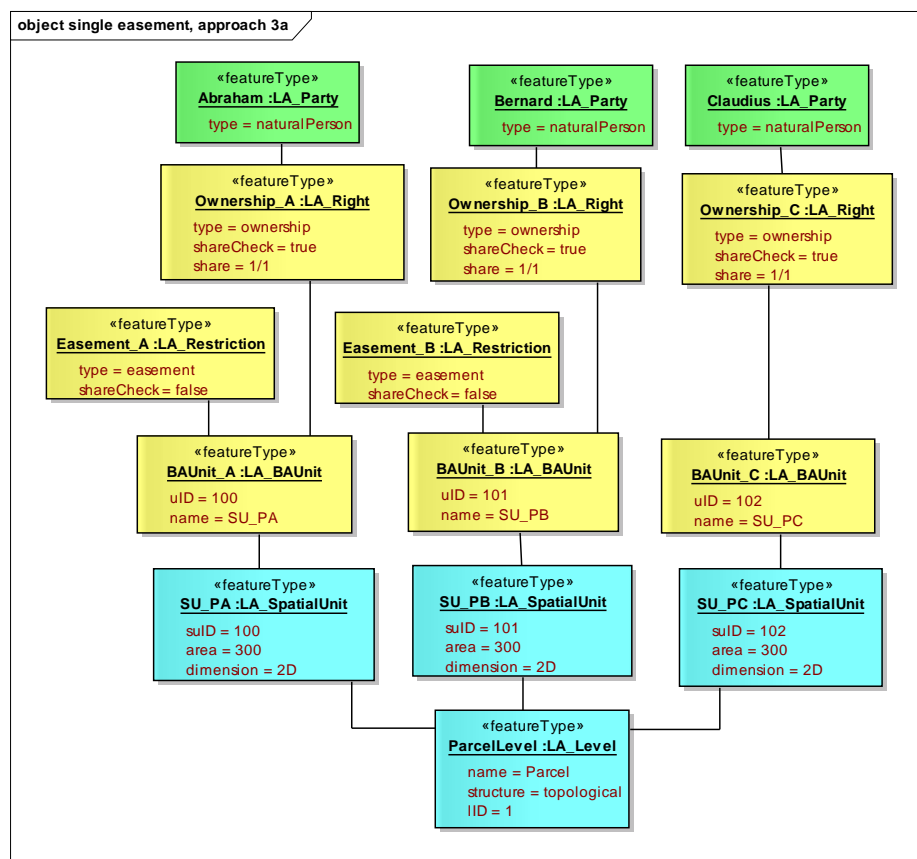 object single easement, approach 3a
«featureType»
Abraham :LA_Party
type = naturalPerson
«featureType»
Bernard :LA_Party
type = naturalPerson
«featureType»
Claudius :LA_Party
type = naturalPerson
«featureType»
Ownership_A :LA_Right
type = ownership
shareCheck = true
share = 1/1
«featureType»
Ownership_B :LA_Right
type = ownership
shareCheck = true
share = 1/1
«featureType»
Ownership_C :LA_Right
type = ownership
shareCheck = true
share = 1/1
«featureType»
Easement_A :LA_Restriction
type = easement
shareCheck = false
«featureType»
Easement_B :LA_Restriction
type = easement
shareCheck = false
«featureType»
BAUnit_A :LA_BAUnit
uID = 100
name = SU_PA
«featureType»
BAUnit_B :LA_BAUnit
uID = 101
name = SU_PB
«featureType»
BAUnit_C :LA_BAUnit
uID = 102
name = SU_PC
«featureType»
SU_PA :LA_SpatialUnit
suID = 100
area = 300
dimension = 2D
«featureType»
SU_PB :LA_SpatialUnit
suID = 101
area = 300
dimension = 2D
«featureType»
SU_PC :LA_SpatialUnit
suID = 102
area = 300
dimension = 2D
«featureType»
ParcelLevel :LA_Level
name = Parcel
structure = topological
lID = 1